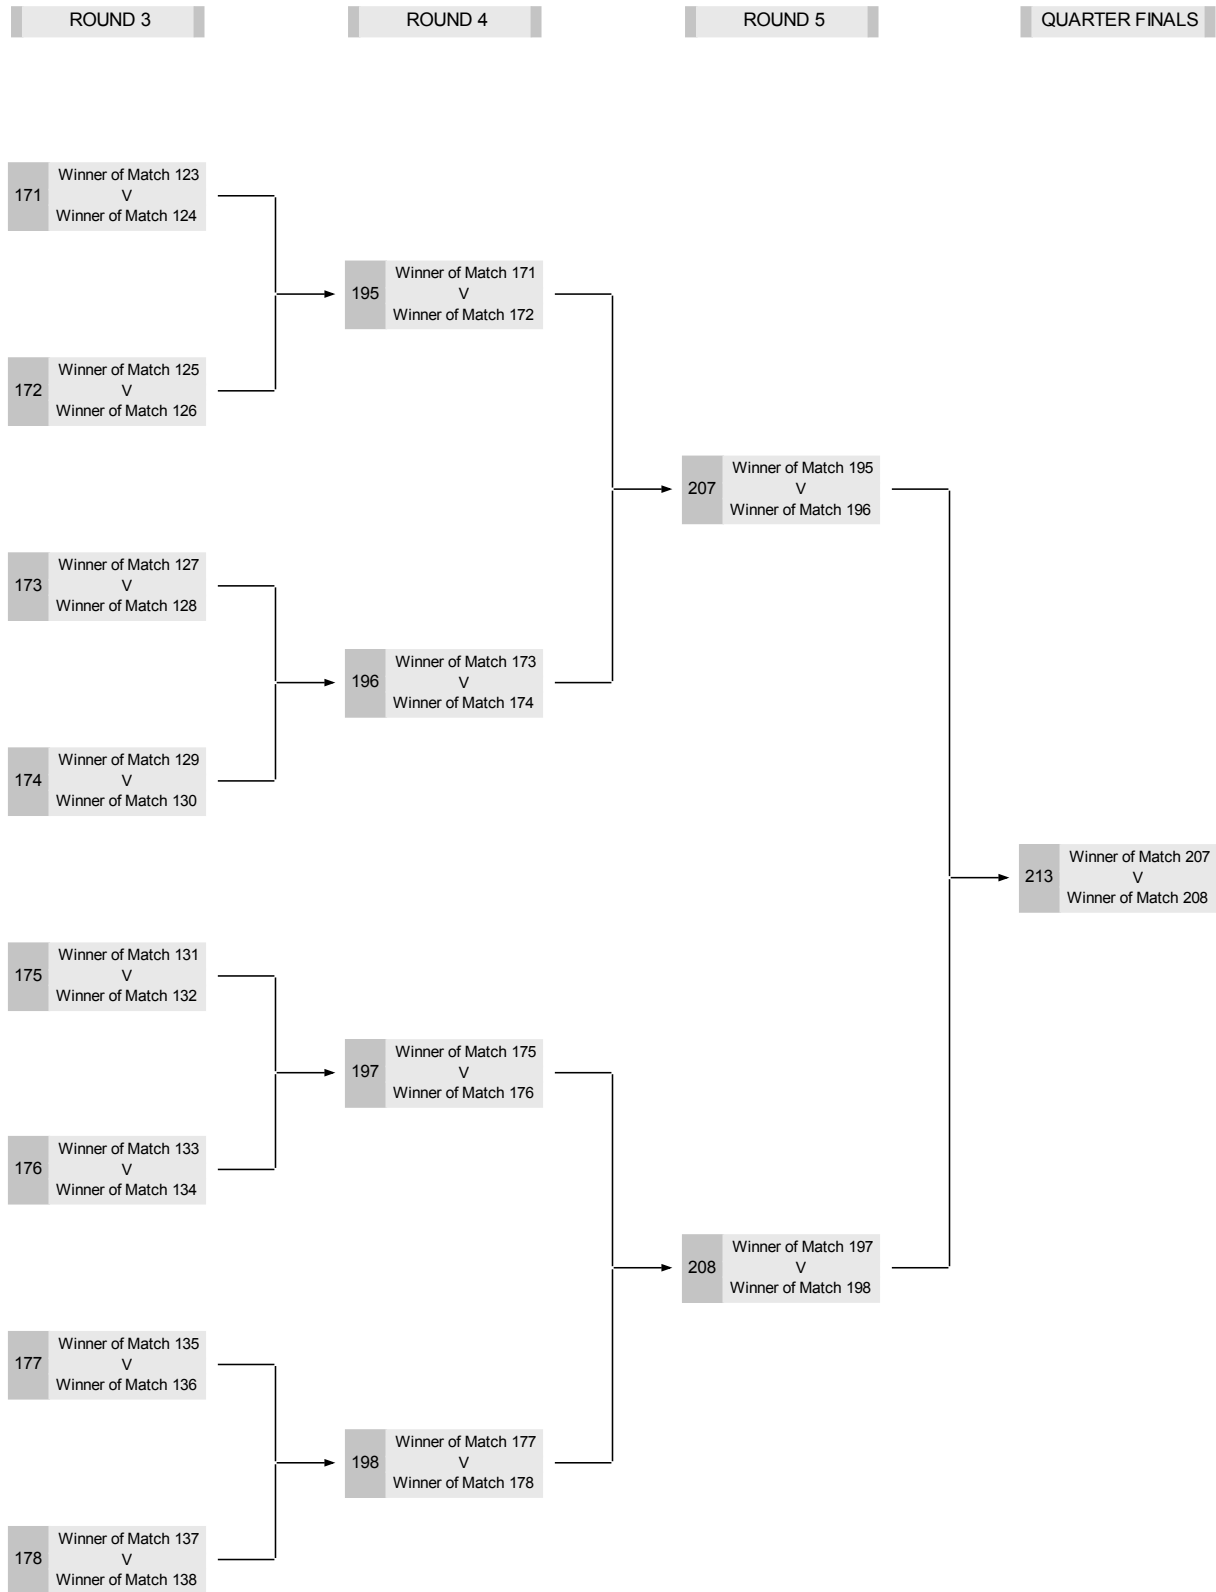 ROUND 3
ROUND 4
ROUND 5
QUARTER FINALS
171
Winner of Match 123
V
Winner of Match 124
172
Winner of Match 125
V
Winner of Match 126
173
Winner of Match 127
V
Winner of Match 128
174
Winner of Match 129
V
Winner of Match 130
175
Winner of Match 131
V
Winner of Match 132
176
Winner of Match 133
V
Winner of Match 134
177
Winner of Match 135
V
Winner of Match 136
178
Winner of Match 137
V
Winner of Match 138
195
Winner of Match 171
V
Winner of Match 172
196
Winner of Match 173
V
Winner of Match 174
197
Winner of Match 175
V
Winner of Match 176
198
Winner of Match 177
V
Winner of Match 178
207
Winner of Match 195
V
Winner of Match 196
208
Winner of Match 197
V
Winner of Match 198
213
Winner of Match 207
V
Winner of Match 208